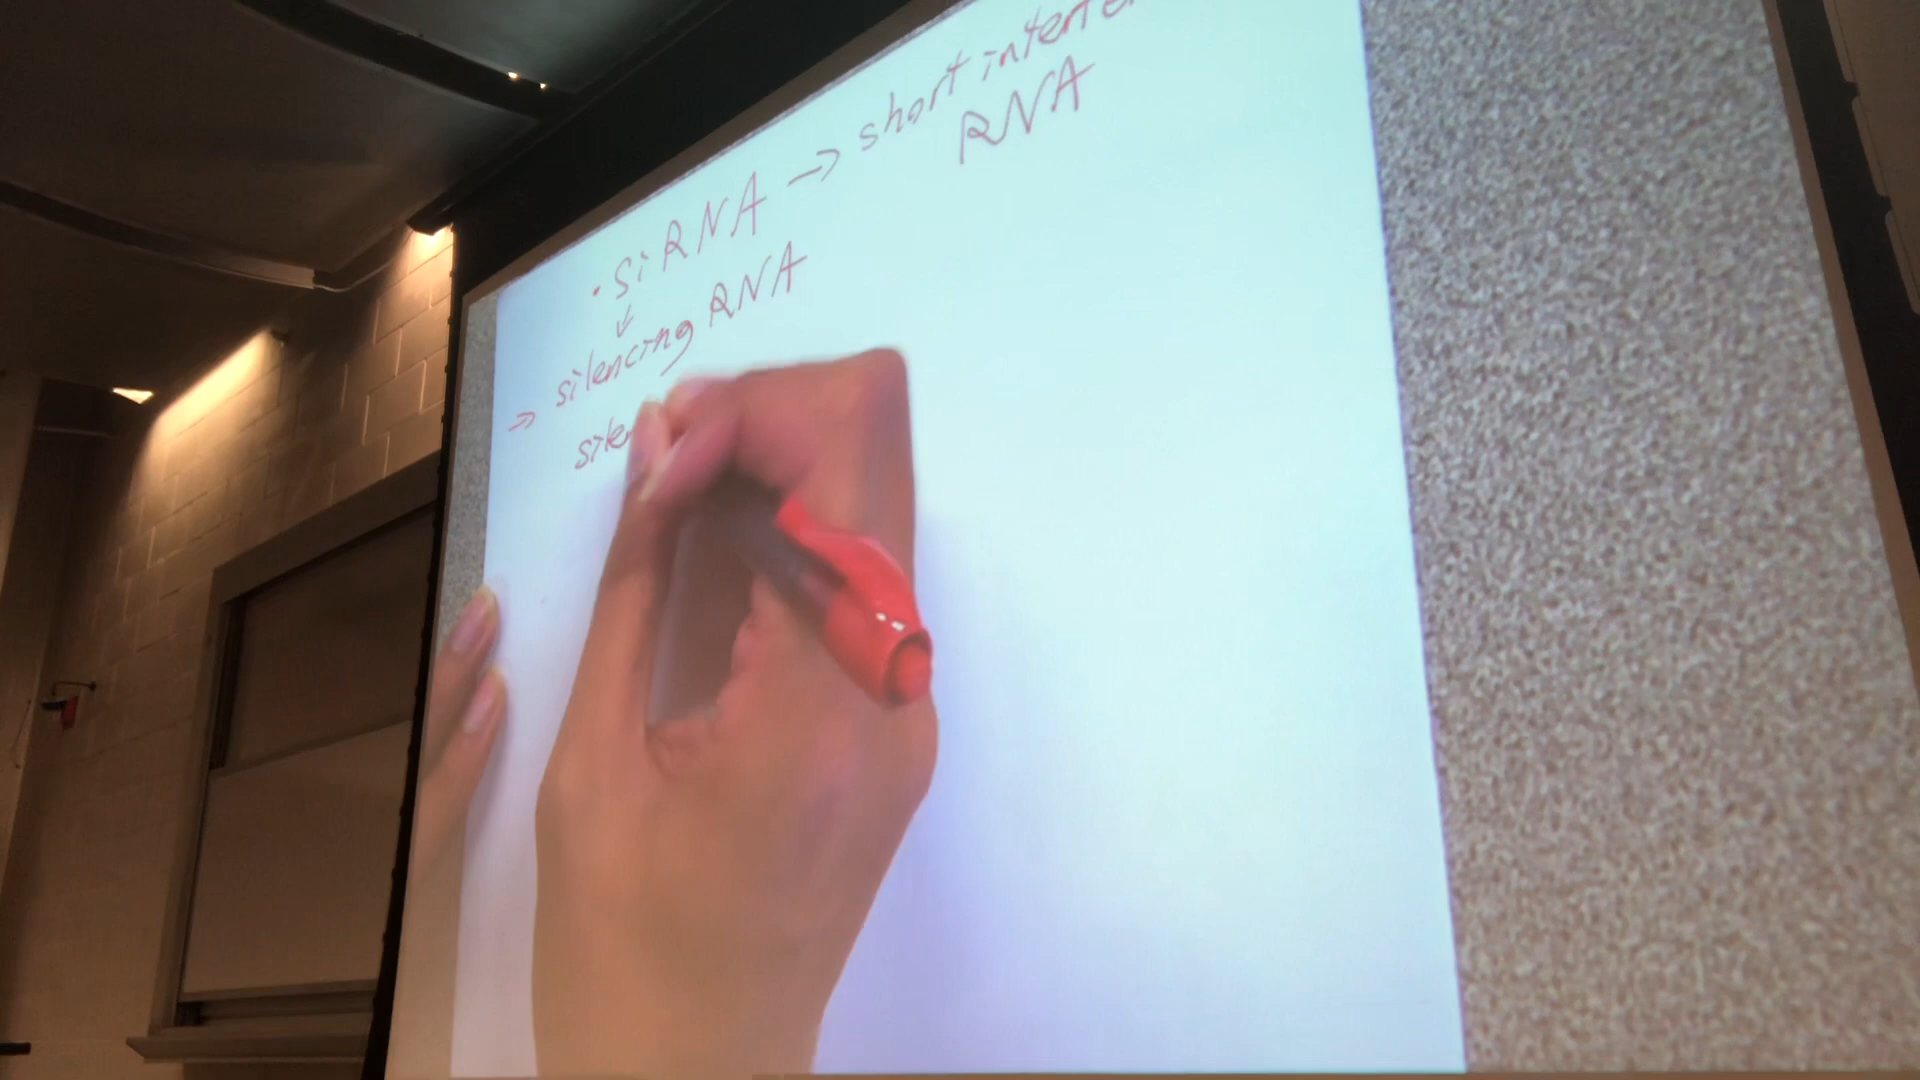 • siRNA → short
RNA
↓
⇒ silencing RNA